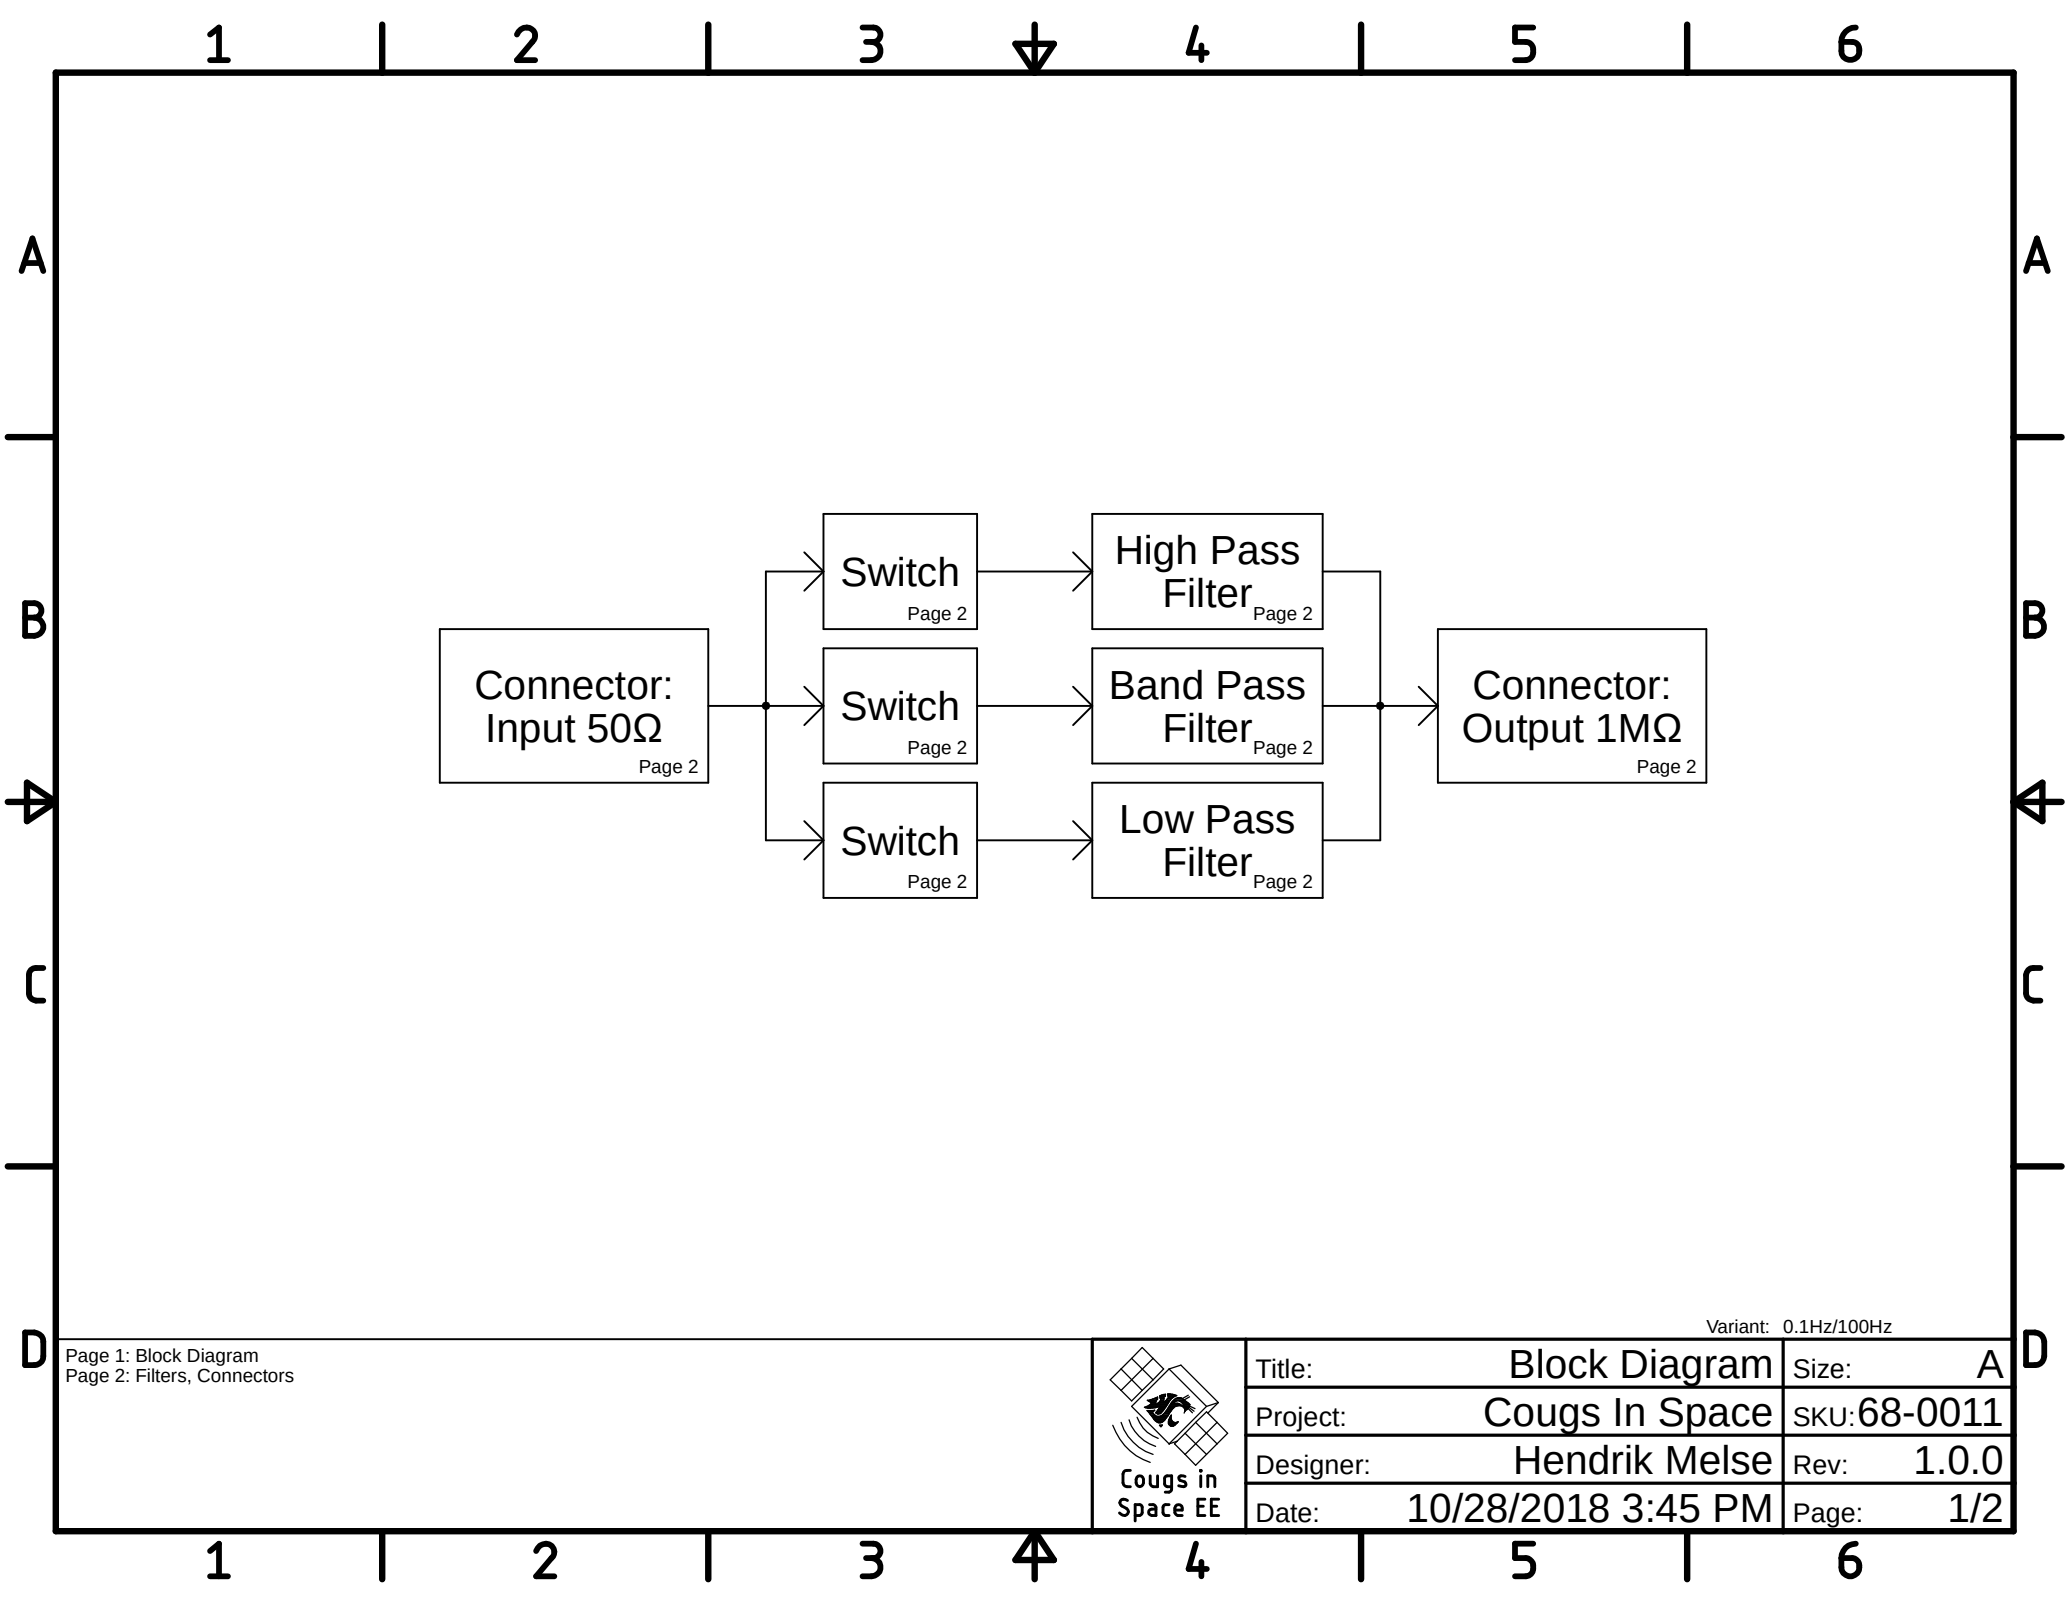 1 2 3 4 5 6
A A
Switch
Page 2
High Pass
Filter
Page 2
B B
Connector:
Input 50Ω
Page 2
Switch
Page 2
Band Pass
Filter
Page 2
Connector:
Output 1MΩ
Page 2
Switch
Page 2
Low Pass
Filter
Page 2
C C
Variant: 0.1Hz/100Hz
D D
Page 1: Block Diagram
Page 2: Filters, Connectors
Cougs in
Space EE
Title: Block Diagram Size: A
Project: Cougs In Space SKU: 68-0011
Designer: Hendrik Melse Rev: 1.0.0
Date: 10/28/2018 3:45 PM Page: 1/2
1 2 3 4 5 6